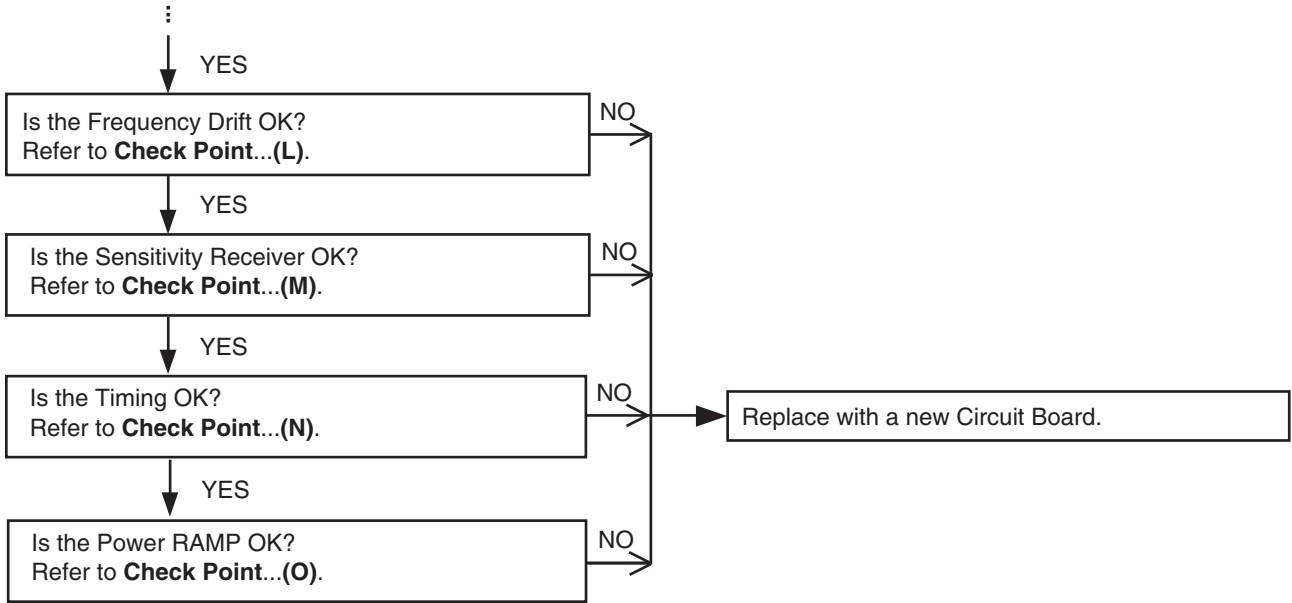 YES
Is the Frequency Drift OK?
Refer to Check Point...(L).
NO
YES
Is the Sensitivity Receiver OK?
Refer to Check Point...(M).
NO
YES
Is the Timing OK?
Refer to Check Point...(N).
NO
Replace with a new Circuit Board.
YES
Is the Power RAMP OK?
Refer to Check Point...(O).
NO